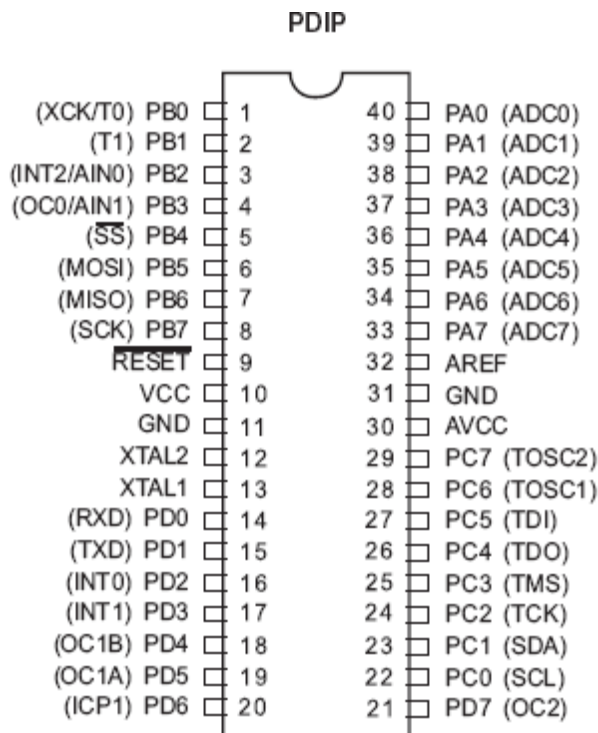 PDIP
(XCK/T0) PB0 1 40 PA0 (ADC0)
(T1) PB1 2 39 PA1 (ADC1)
(INT2/AIN0) PB2 3 38 PA2 (ADC2)
(OC0/AIN1) PB3 4 37 PA3 (ADC3)
(SS) PB4 5 36 PA4 (ADC4)
(MOSI) PB5 6 35 PA5 (ADC5)
(MISO) PB6 7 34 PA6 (ADC6)
(SCK) PB7 8 33 PA7 (ADC7)
RESET 9 32 AREF
VCC 10 31 GND
GND 11 30 AVCC
XTAL2 12 29 PC7 (TOSC2)
XTAL1 13 28 PC6 (TOSC1)
(RXD) PD0 14 27 PC5 (TDI)
(TXD) PD1 15 26 PC4 (TDO)
(INT0) PD2 16 25 PC3 (TMS)
(INT1) PD3 17 24 PC2 (TCK)
(OC1B) PD4 18 23 PC1 (SDA)
(OC1A) PD5 19 22 PC0 (SCL)
(ICP1) PD6 20 21 PD7 (OC2)